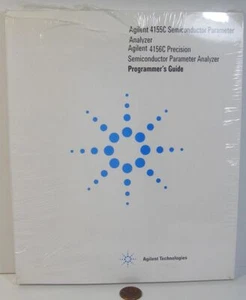 Agilent 4155C Semiconductor Parameter
Analyzer
Agilent 4156C Precision
Semiconductor Parameter Analyzer
Programmer's Guide
Agilent Technologies